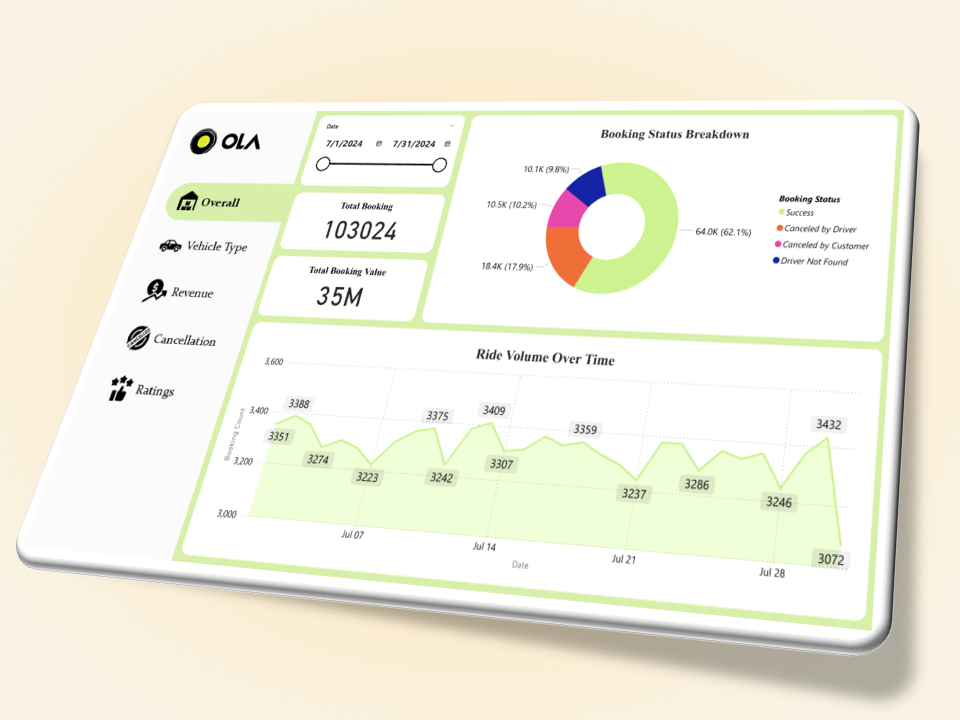 OLA
Overall
Vehicle Type
Revenue
Cancellation
Ratings
Date
7/1/2024 7/31/2024
Total Booking
103024
Total Booking Value
35M
Booking Status Breakdown
10.1K (9.8%)
10.5K (10.2%)
18.4K (17.9%)
64.0K (62.1%)
Booking Status
Success
Canceled by Driver
Canceled by Customer
Driver Not Found
Ride Volume Over Time
Booking Count
3,600
3,400
3,200
3,000
3388
3351
3274
3223
3375
3242
3409
3307
3359
3237
3286
3246
3432
3072
Jul 07
Jul 14
Jul 21
Jul 28
Date